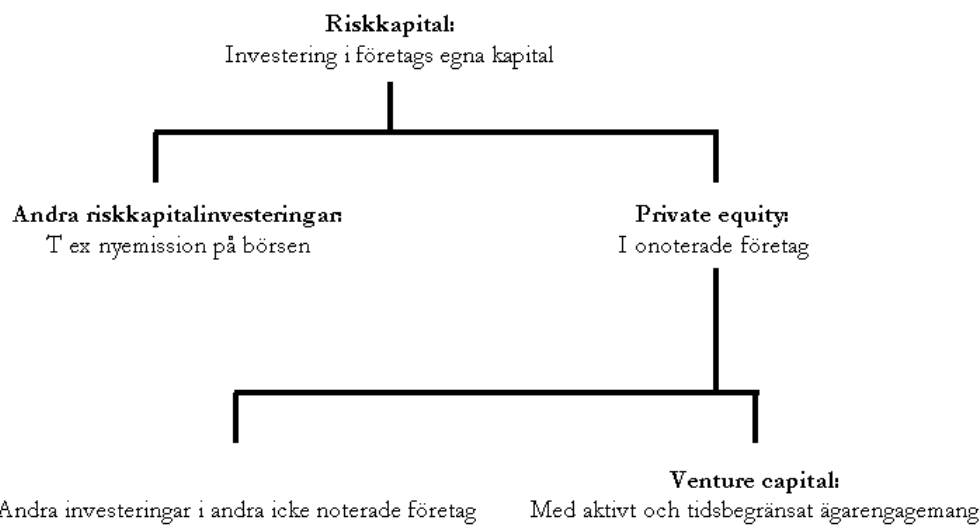 Riskkapital:
Investering i företags egna kapital
Andra riskkapitalinvesteringar:
T ex nyemission på börsen
Private equity:
I onoterade företag
Andra investeringar i andra icke noterade företag
Venture capital:
Med aktivt och tidsbegränsat ägarengagemang